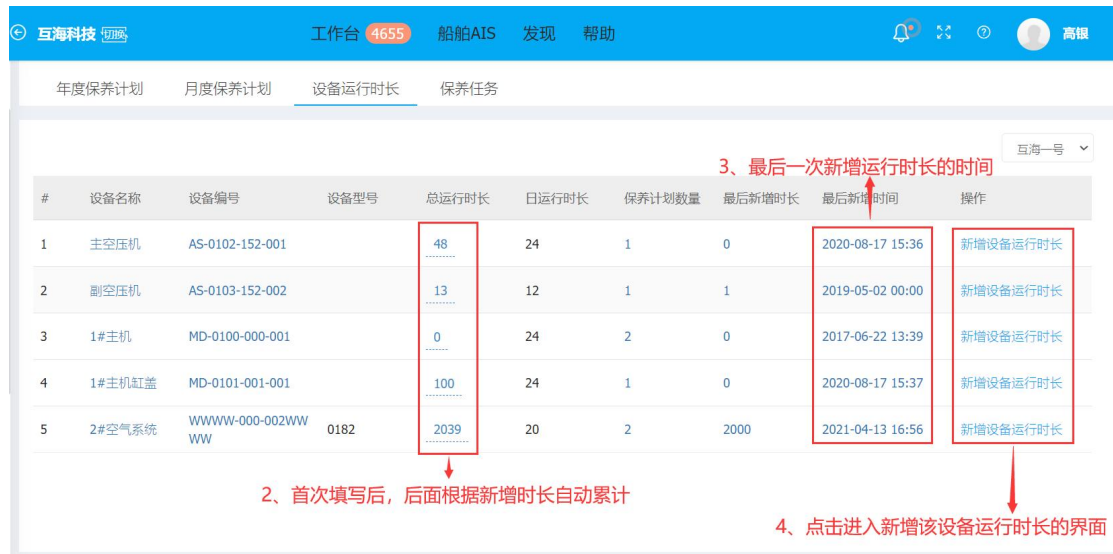 互海科技 切换 工作台 4655 船舶AIS 发现 帮助 高银
年度保养计划 月度保养计划 设备运行时长 保养任务
互海一号
3、最后一次新增运行时长的时间
# 设备名称 设备编号 设备型号 总运行时长 日运行时长 保养计划数量 最后新增时长 最后新增时间 操作
1 主空压机 AS-0102-152-001 48 24 1 0 2020-08-17 15:36 新增设备运行时长
2 副空压机 AS-0103-152-002 13 12 1 1 2019-05-02 00:00 新增设备运行时长
3 1#主机 MD-0100-000-001 0 24 2 0 2017-06-22 13:39 新增设备运行时长
4 1#主机缸盖 MD-0101-001-001 100 24 1 0 2020-08-17 15:37 新增设备运行时长
5 2#空气系统 WWWW-000-002WW
WW 0182 2039 20 2 2000 2021-04-13 16:56 新增设备运行时长
2、首次填写后，后面根据新增时长自动累计
4、点击进入新增该设备运行时长的界面